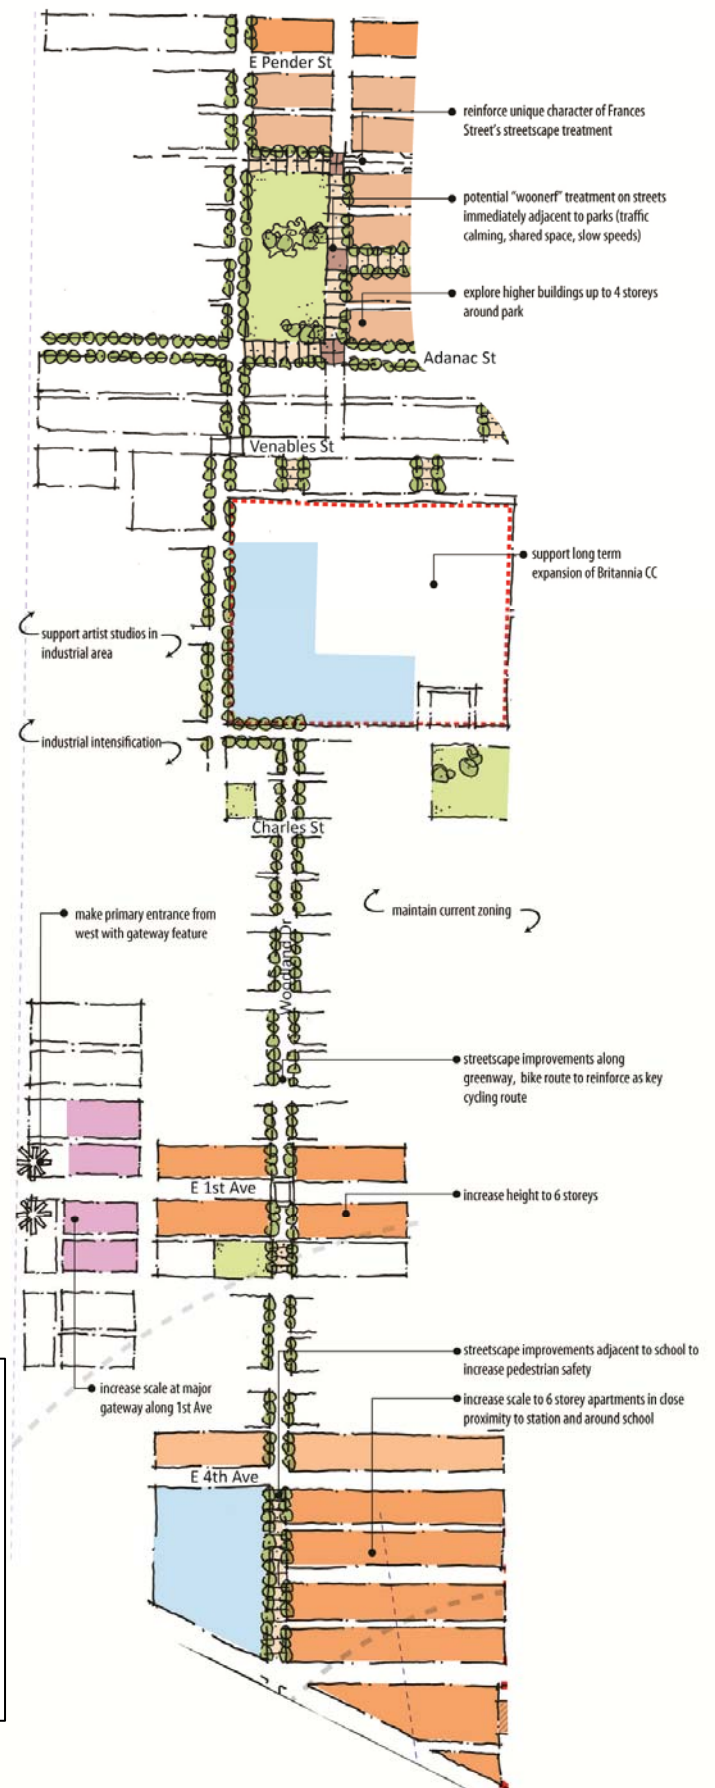 E Pender St
reinforce unique character of Frances
Street's streetscape treatment
potential "woonerf" treatment on streets
immediately adjacent to parks (traffic
calming, shared space, slow speeds)
explore higher buildings up to 4 storeys
around park
Adanac St
Venables St
support long term
expansion of Britannia CC
support artist studios in
industrial area
industrial intensification
Charles St
make primary entrance from
west with gateway feature
maintain current zoning
Woodland Dr
streetscape improvements along
greenway, bike route to reinforce as key
cycling route
E 1st Ave
increase height to 6 storeys
streetscape improvements adjacent to school to
increase pedestrian safety
increase scale at major
gateway along 1st Ave
increase scale to 6 storey apartments in close
proximity to station and around school
E 4th Ave